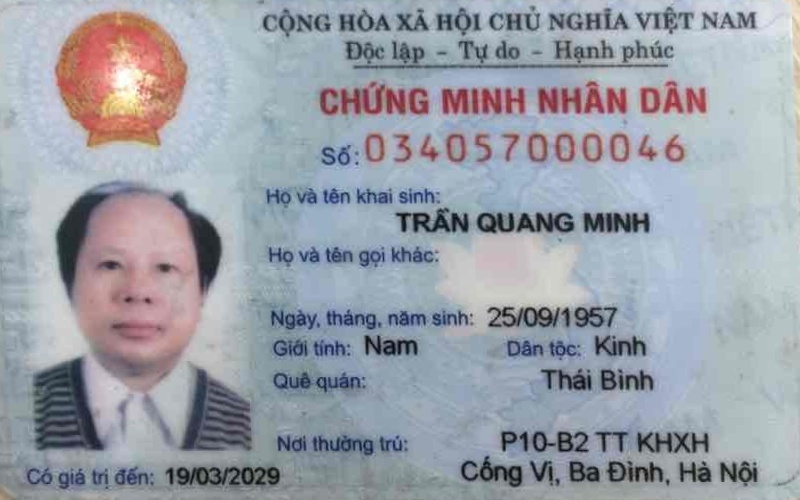 CỘNG HÒA XÃ HỘI CHỦ NGHĨA VIỆT NAM
Độc lập - Tự do - Hạnh phúc
CHỨNG MINH NHÂN DÂN
Số: 034057000046
Họ và tên khai sinh:
TRẦN QUANG MINH
Họ và tên gọi khác:
Ngày, tháng, năm sinh: 25/09/1957
Giới tính: Nam Dân tộc: Kinh
Quê quán: Thái Bình
Nơi thường trú: P10-B2 TT KHXH
Cống Vị, Ba Đình, Hà Nội
Có giá trị đến: 19/03/2029